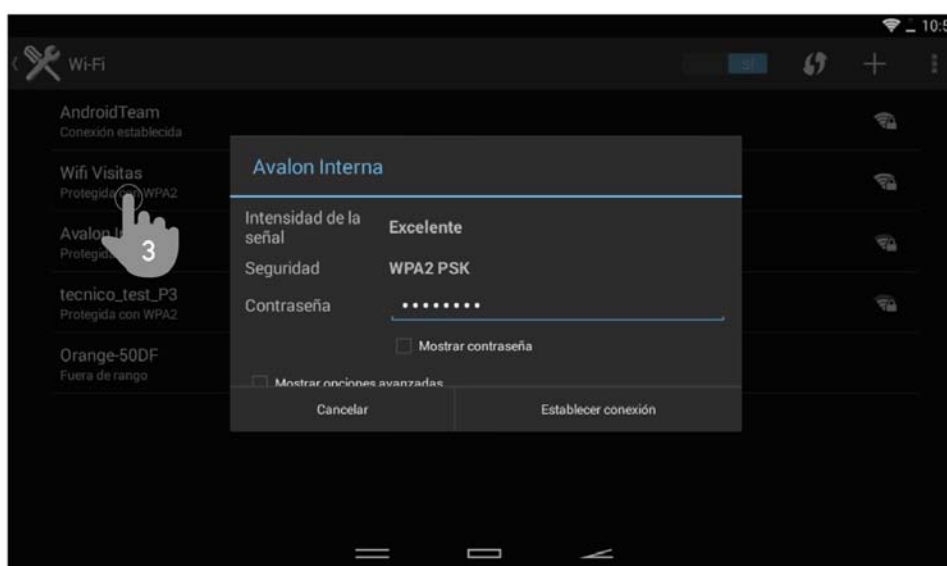 10:5
Wi-Fi
SÍ
AndroidTeam
Conexión establecida
Wifi Visitas
Protegida con WPA2
Avalon I
Protegid
3
tecnico_test_P3
Protegida con WPA2
Orange-50DF
Fuera de rango
Avalon Interna
Intensidad de la
señal
Excelente
Seguridad
WPA2 PSK
Contraseña
••••••••
Mostrar contraseña
Mostrar opciones avanzadas
Cancelar
Establecer conexión